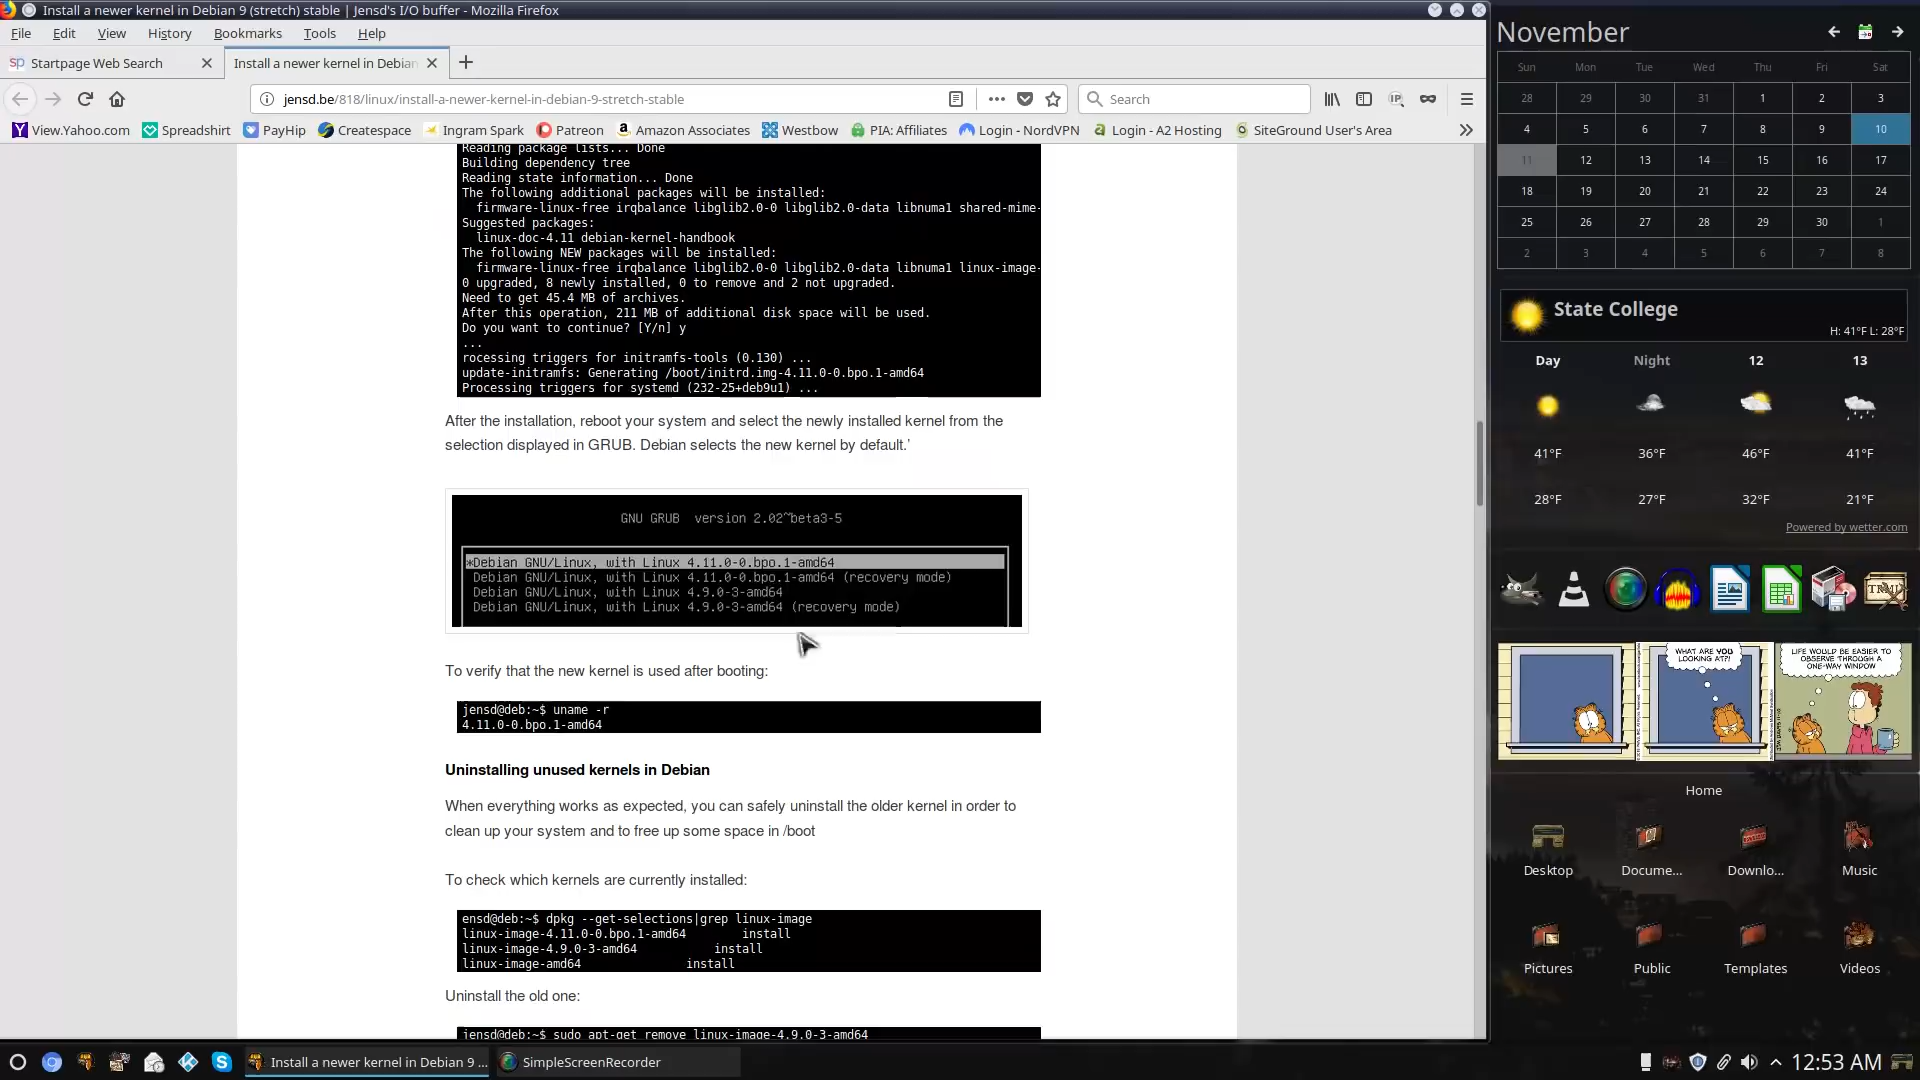 Install a newer kernel in Debian 9 (stretch) stable | Jensd's I/O buffer - Mozilla Firefox
File Edit View History Bookmarks Tools Help
sp Startpage Web Search
Install a newer kernel in Debian
jensd.be/818/linux/install-a-newer-kernel-in-debian-9-stretch-stable
Search
View.Yahoo.com Spreadshirt PayHip Createspace Ingram Spark Patreon Amazon Associates Westbow PIA: Affiliates Login - NordVPN Login - A2 Hosting SiteGround User's Area
Reading package lists... Done
Building dependency tree
Reading state information... Done
The following additional packages will be installed:
firmware-linux-free irqbalance libglib2.0-0 libglib2.0-data libnuma1 shared-mime-
Suggested packages:
linux-doc-4.11 debian-kernel-handbook
The following NEW packages will be installed:
firmware-linux-free irqbalance libglib2.0-0 libglib2.0-data libnuma1 linux-image-
0 upgraded, 8 newly installed, 0 to remove and 2 not upgraded.
Need to get 45.4 MB of archives.
After this operation, 211 MB of additional disk space will be used.
Do you want to continue? [Y/n] y
...
rocessing triggers for initramfs-tools (0.130) ...
update-initramfs: Generating /boot/initrd.img-4.11.0-0.bpo.1-amd64
Processing triggers for systemd (232-25+deb9u1) ...
After the installation, reboot your system and select the newly installed kernel from the
selection displayed in GRUB. Debian selects the new kernel by default.’
GNU GRUB version 2.02~beta3-5
*Debian GNU/Linux, with Linux 4.11.0-0.bpo.1-amd64
Debian GNU/Linux, with Linux 4.11.0-0.bpo.1-amd64 (recovery mode)
Debian GNU/Linux, with Linux 4.9.0-3-amd64
Debian GNU/Linux, with Linux 4.9.0-3-amd64 (recovery mode)
To verify that the new kernel is used after booting:
jensd@deb:~$ uname -r
4.11.0-0.bpo.1-amd64
Uninstalling unused kernels in Debian
When everything works as expected, you can safely uninstall the older kernel in order to
clean up your system and to free up some space in /boot
To check which kernels are currently installed:
ensd@deb:~$ dpkg --get-selections|grep linux-image
linux-image-4.11.0-0.bpo.1-amd64 install
linux-image-4.9.0-3-amd64 install
linux-image-amd64 install
Uninstall the old one:
jensd@deb:~$ sudo apt-get remove linux-image-4.9.0-3-amd64
November
Sun Mon Tue Wed Thu Fri Sat
28 29 30 31 1 2 3
4 5 6 7 8 9 10
11 12 13 14 15 16 17
18 19 20 21 22 23 24
25 26 27 28 29 30 1
2 3 4 5 6 7 8
State College
H: 41°F L: 28°F
Day Night 12 13
41°F 36°F 46°F 41°F
28°F 27°F 32°F 21°F
Powered by wetter.com
WHAT ARE YOU
LOOKING AT?!
LIFE WOULD BE EASIER TO
OBSERVE THROUGH A
ONE-WAY WINDOW
Home
Desktop Docume... Downlo... Music
Pictures Public Templates Videos
Install a newer kernel in Debian 9 ...
SimpleScreenRecorder
12:53 AM